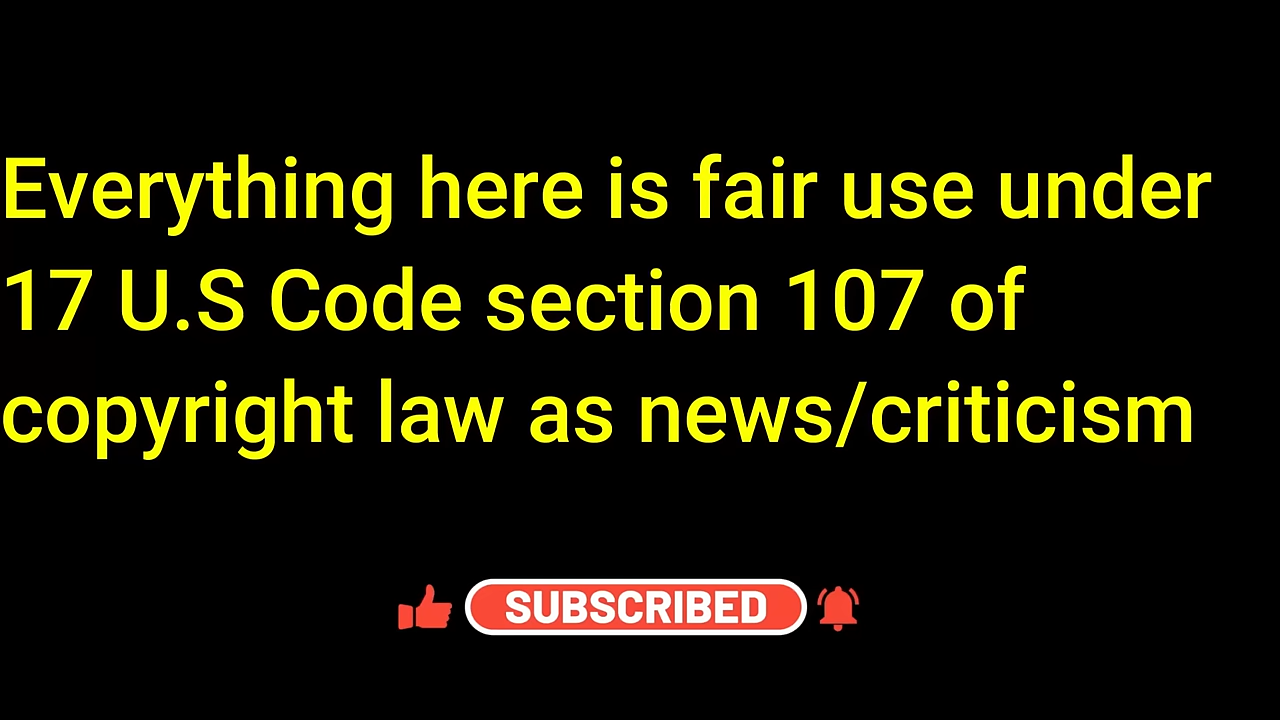 Everything here is fair use under
17 U.S Code section 107 of
copyright law as news/criticism
SUBSCRIBED